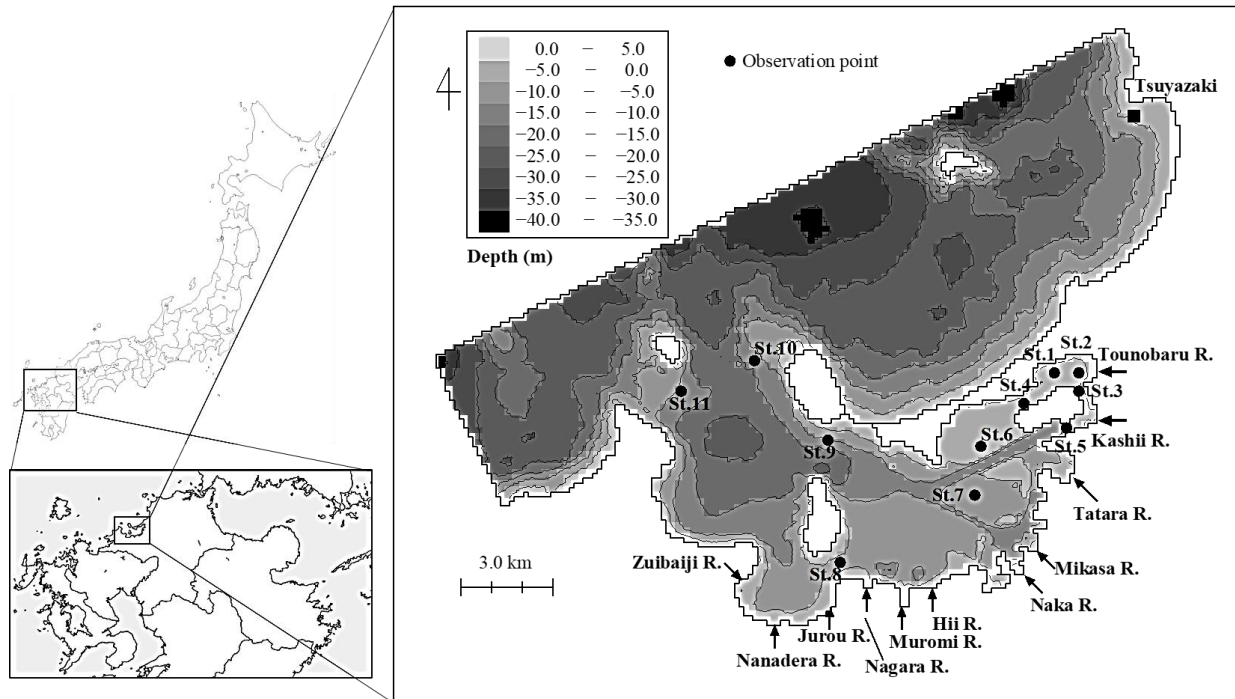 0.0 – 5.0
−5.0 – 0.0
−10.0 – −5.0
−15.0 – −10.0
−20.0 – −15.0
−25.0 – −20.0
−30.0 – −25.0
−35.0 – −30.0
−40.0 – −35.0
Depth (m)
Observation point
Tsuyazaki
St.1
St.2
Tounobaru R.
St.3
St.4
Kashii R.
St.5
St.6
St.7
Tatara R.
St.10
St.11
St.9
St.8
3.0 km
Zuibaiji R.
Mikasa R.
Naka R.
Hii R.
Jurou R.
Muromi R.
Nanadera R.
Nagara R.